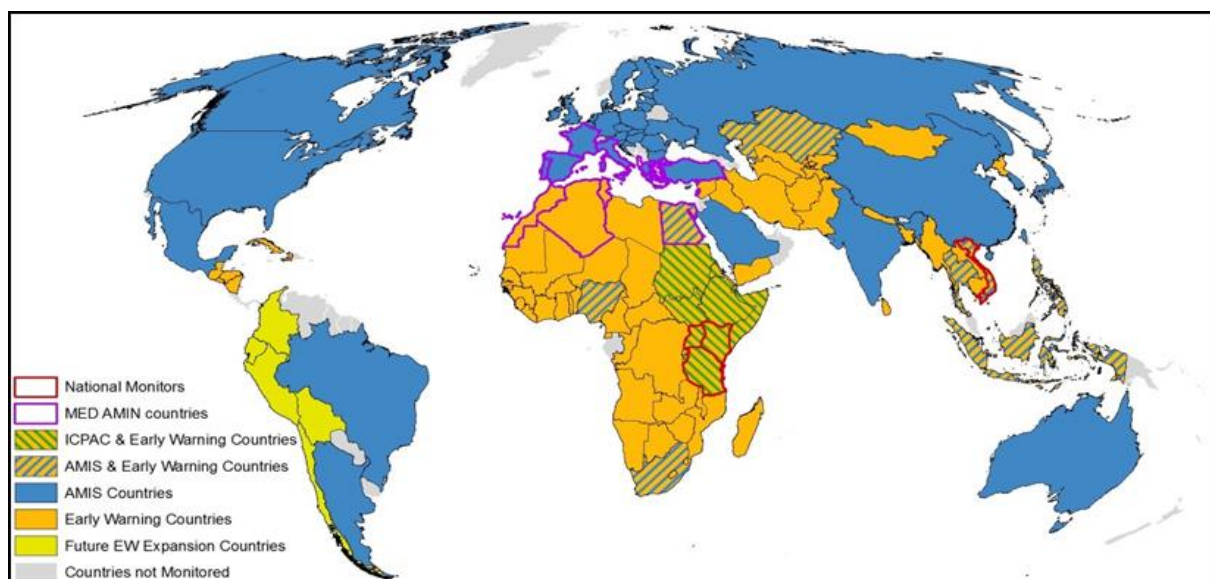 National Monitors
MED AMIN countries
ICPAC & Early Warning Countries
AMIS & Early Warning Countries
AMIS Countries
Early Warning Countries
Future EW Expansion Countries
Countries not Monitored